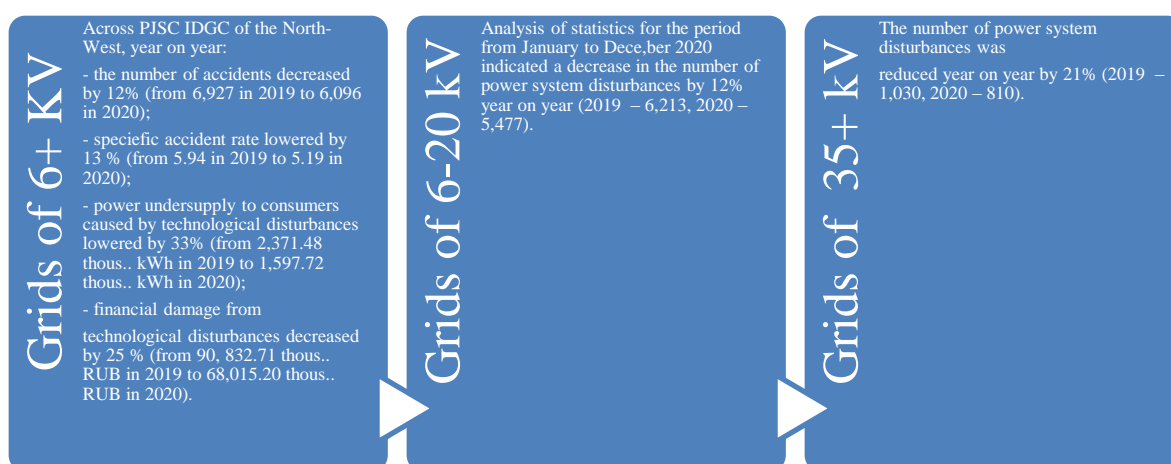 Grids of 6+ KV
Across PJSC IDGC of the North-
West, year on year:
- the number of accidents decreased
by 12% (from 6,927 in 2019 to 6,096
in 2020);
- speciefic accident rate lowered by
13 % (from 5.94 in 2019 to 5.19 in
2020);
- power undersupply to consumers
caused by technological disturbances
lowered by 33% (from 2,371.48
thous.. kWh in 2019 to 1,597.72
thous.. kWh in 2020);
- financial damage from
technological disturbances decreased
by 25 % (from 90, 832.71 thous..
RUB in 2019 to 68,015.20 thous..
RUB in 2020).
Grids of 6-20 kV
Analysis of statistics for the period
from January to Dece,ber 2020
indicated a decrease in the number of
power system disturbances by 12%
year on year (2019 – 6,213, 2020 –
5,477).
Grids of 35+ kV
The number of power system
disturbances was
reduced year on year by 21% (2019 –
1,030, 2020 – 810).